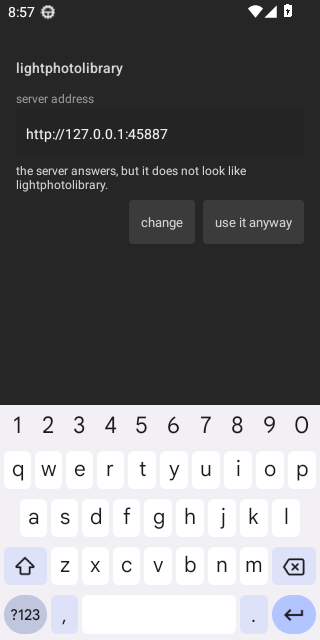 8:57
lightphotolibrary
server address
http://127.0.0.1:45887
the server answers, but it does not look like
lightphotolibrary.
change use it anyway
1 2 3 4 5 6 7 8 9 0
q w e r t y u i o p
a s d f g h j k l
z x c v b n m
?123 , .